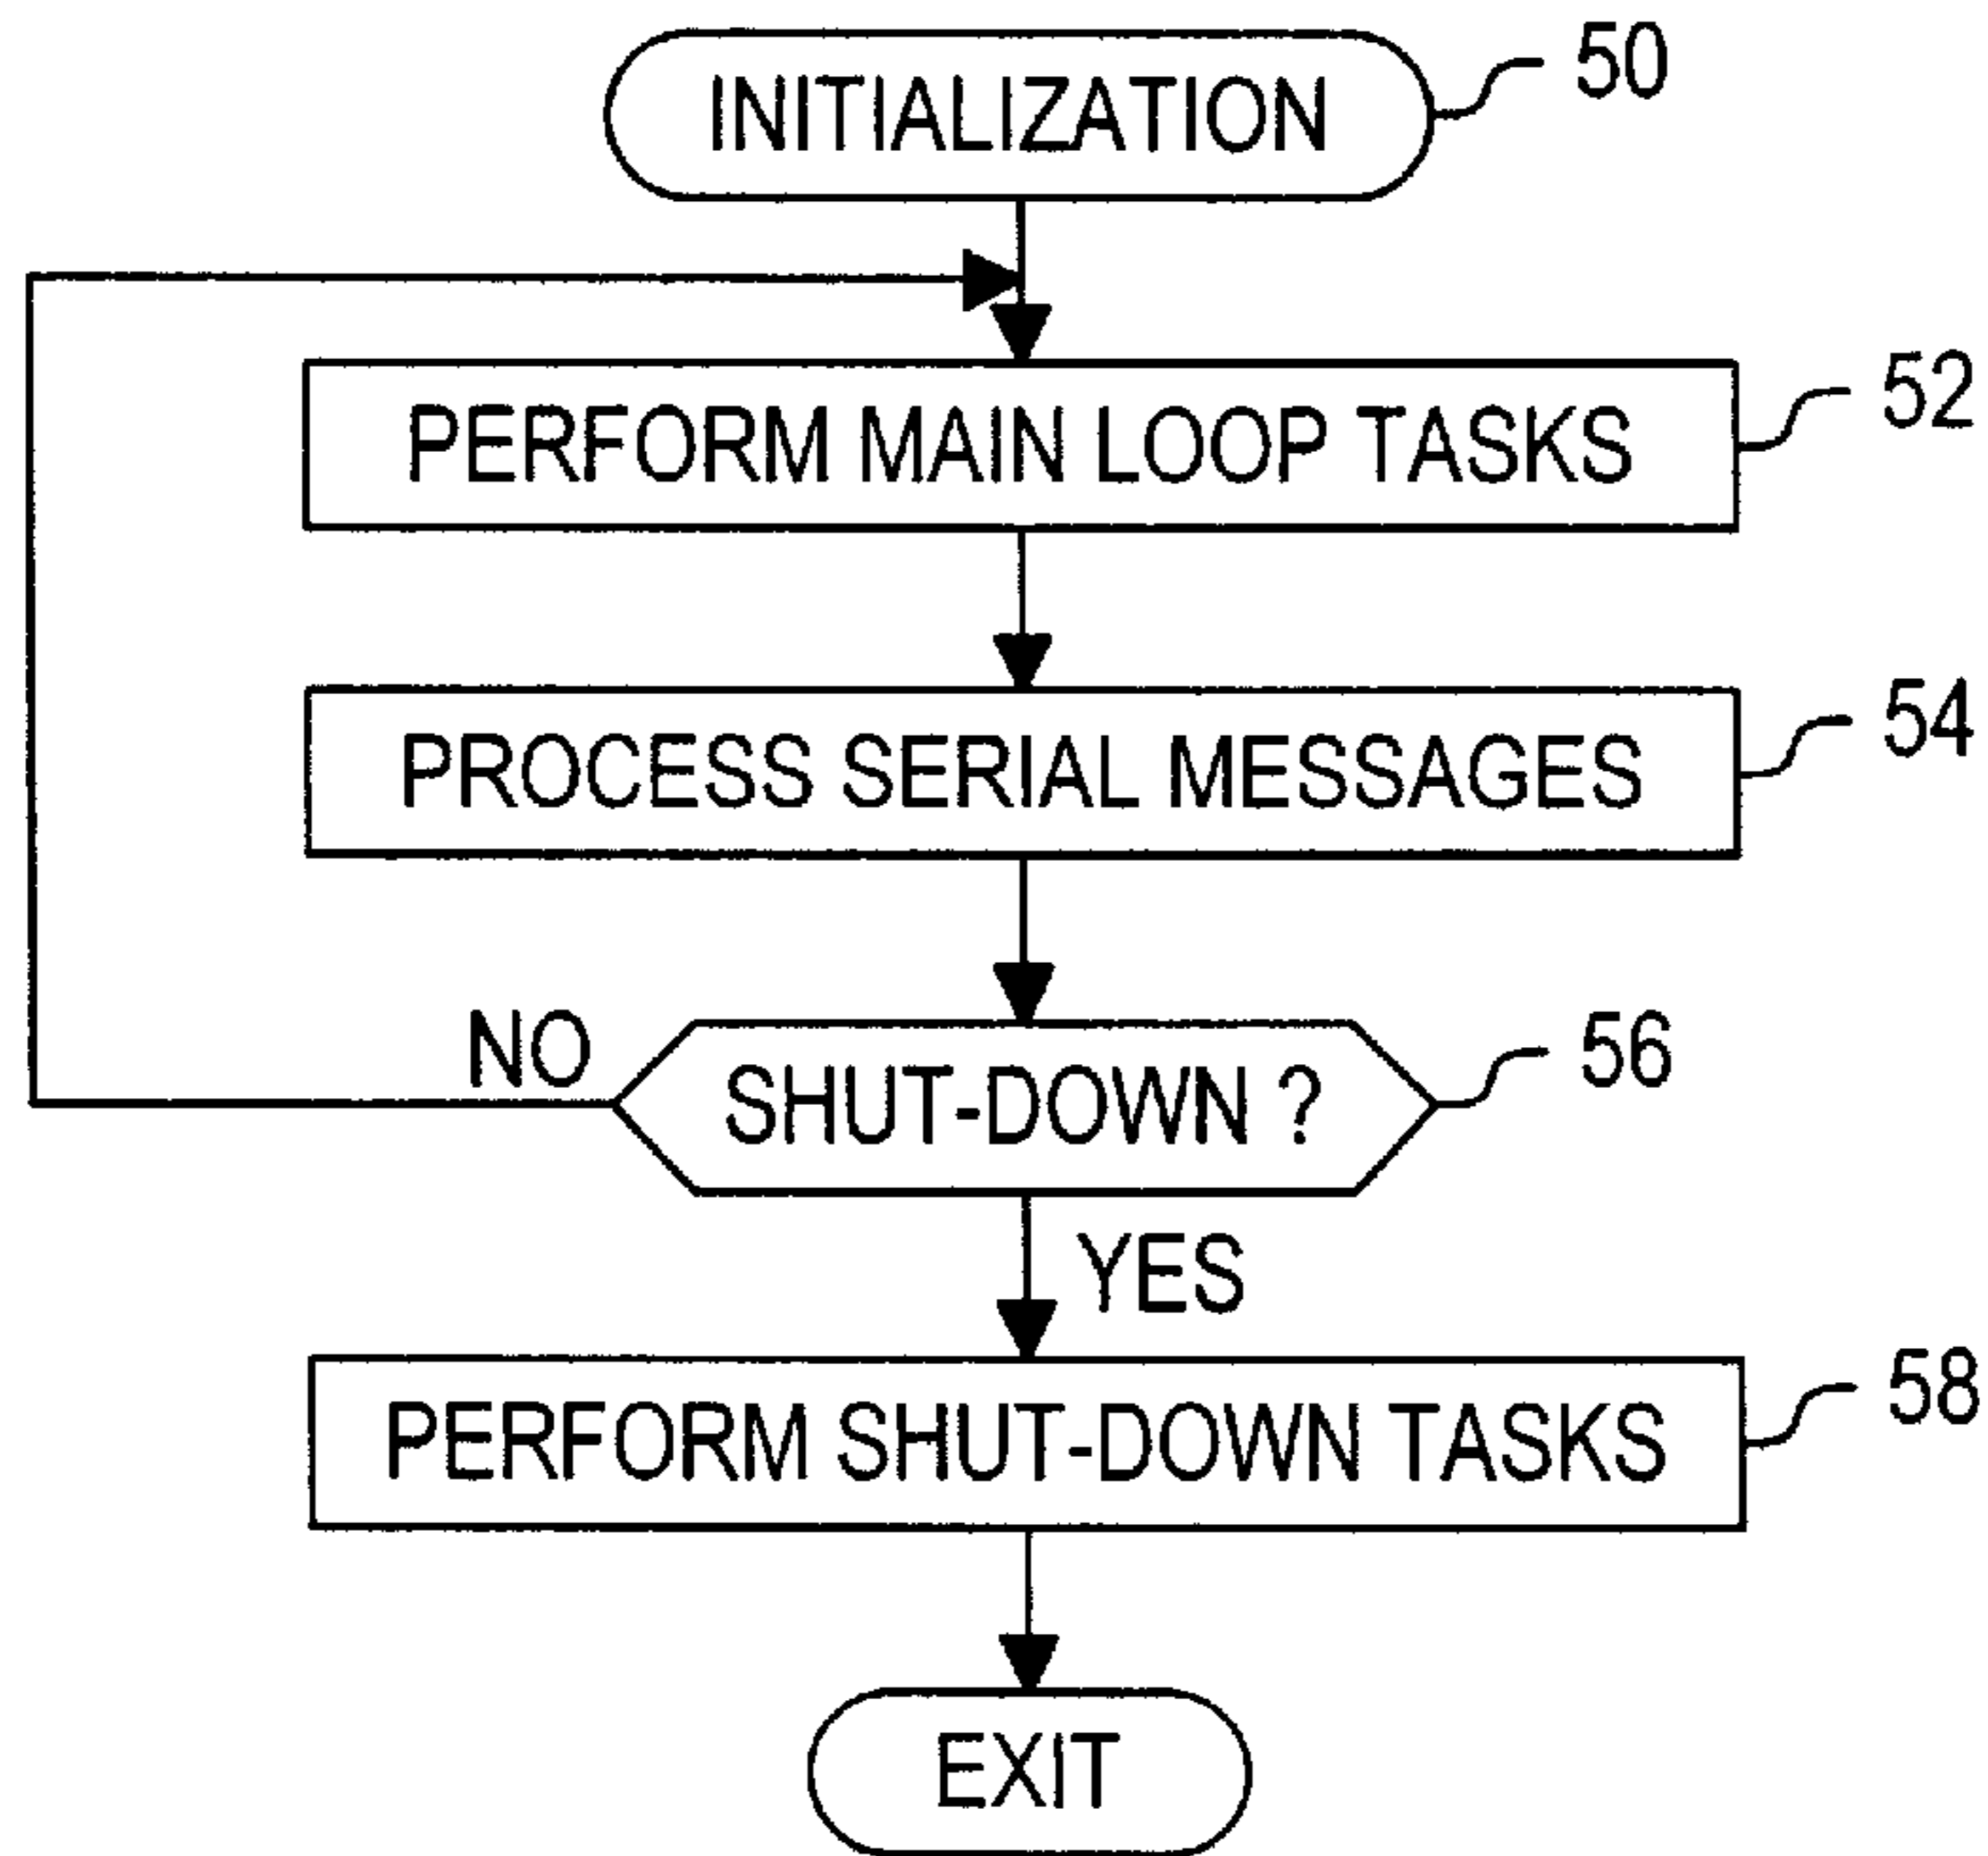 INITIALIZATION
50
PERFORM MAIN LOOP TASKS
52
PROCESS SERIAL MESSAGES
54
NO
SHUT-DOWN ?
56
YES
PERFORM SHUT-DOWN TASKS
58
EXIT